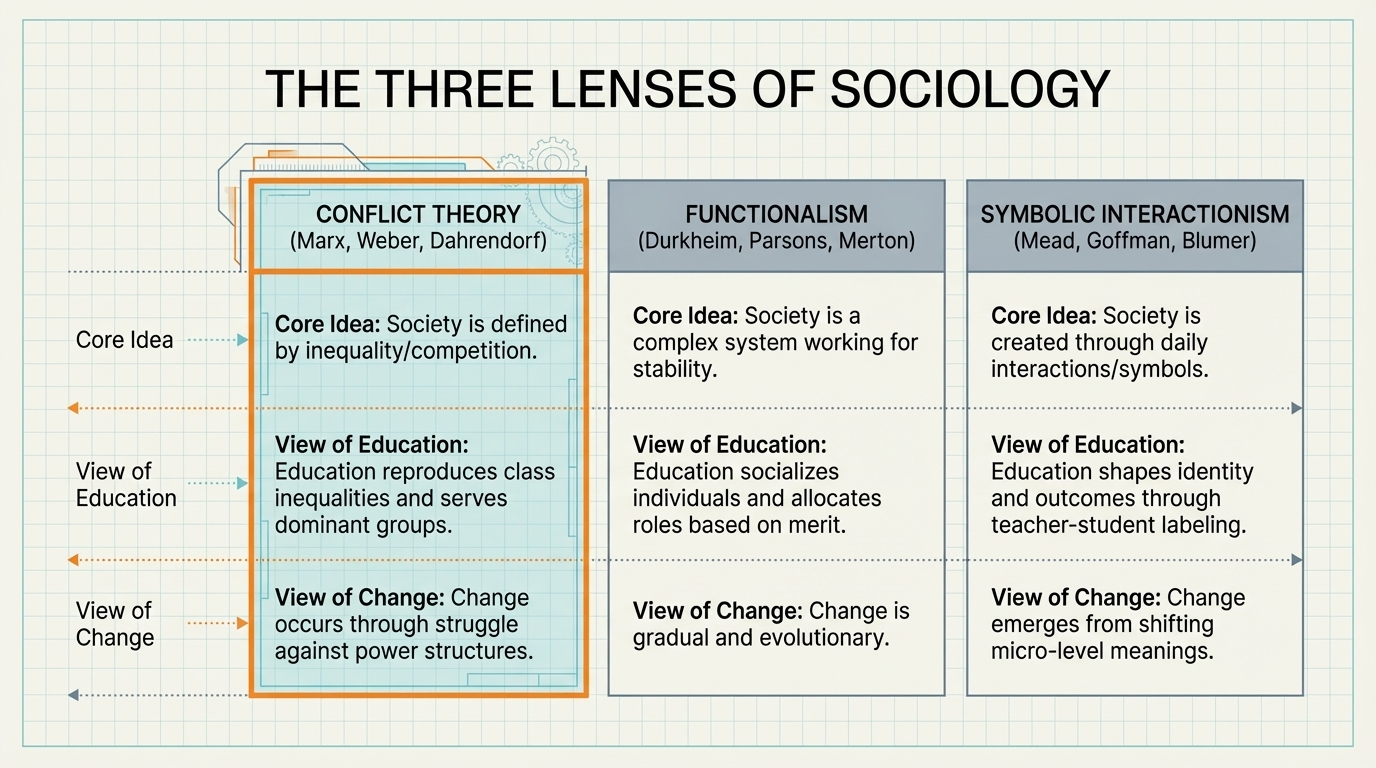 THE THREE LENSES OF SOCIOLOGY
CONFLICT THEORY
(Marx, Weber, Dahrendorf)
FUNCTIONALISM
(Durkheim, Parsons, Merton)
SYMBOLIC INTERACTIONISM
(Mead, Goffman, Blumer)
Core Idea
Core Idea: Society is defined
by inequality/competition.
Core Idea: Society is a
complex system working for
stability.
Core Idea: Society is
created through daily
interactions/symbols.
View of
Education
View of Education:
Education reproduces class
inequalities and serves
dominant groups.
View of Education:
Education socializes
individuals and allocates
roles based on merit.
View of Education:
Education shapes identity
and outcomes through
teacher-student labeling.
View of
Change
View of Change: Change
occurs through struggle
against power structures.
View of Change: Change is
gradual and evolutionary.
View of Change: Change
emerges from shifting
micro-level meanings.